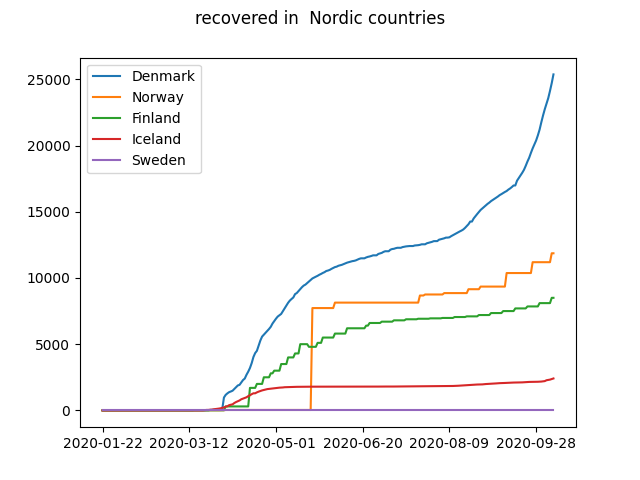 recovered in  Nordic countries
25000
20000
15000
10000
5000
0
Denmark
Norway
Finland
Iceland
Sweden
2020-01-22 2020-03-12 2020-05-01 2020-06-20 2020-08-09 2020-09-28